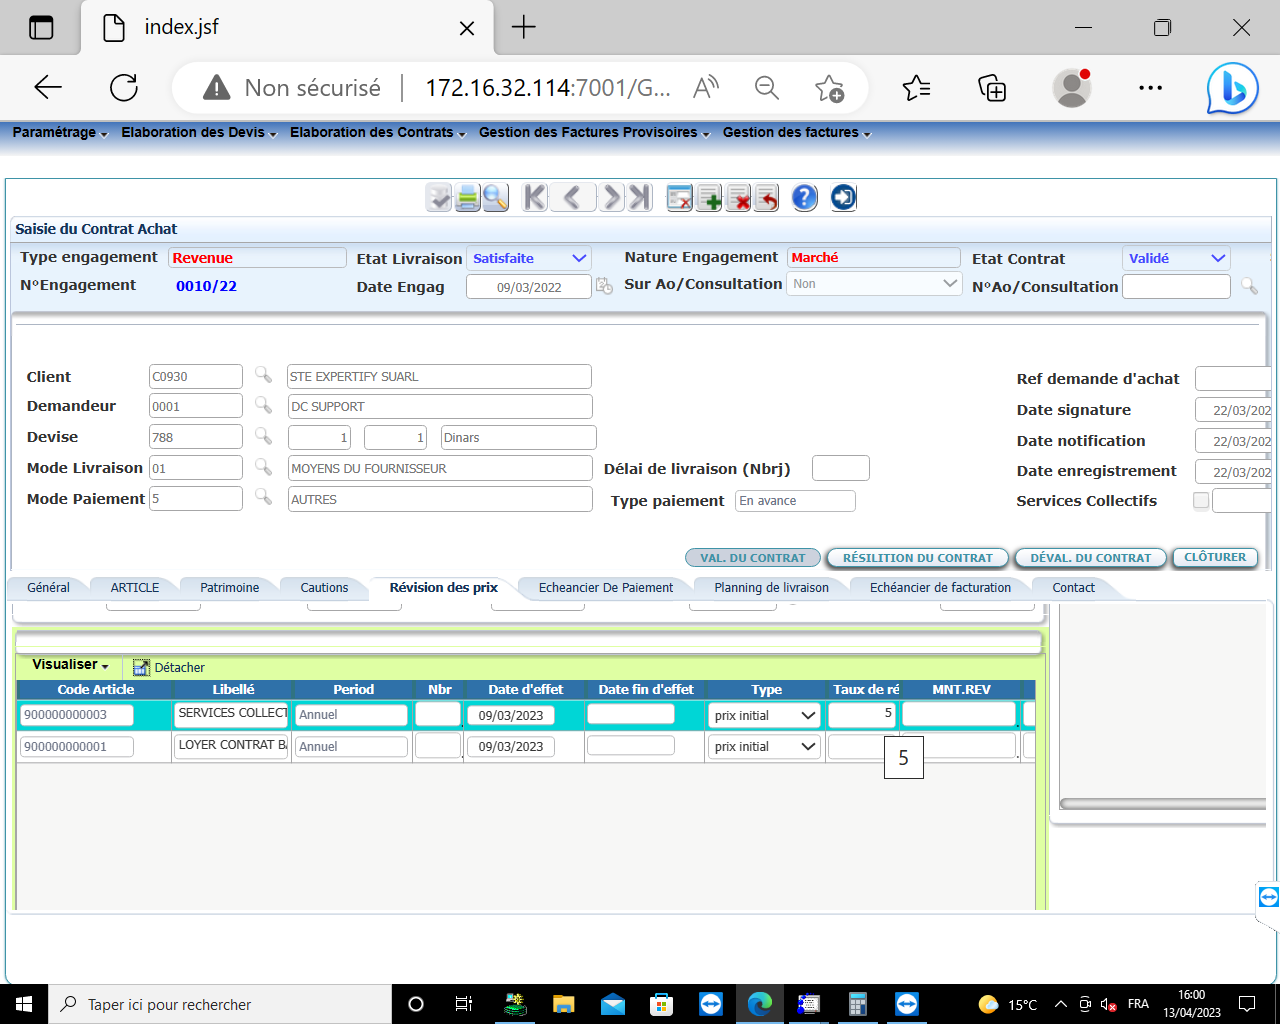 index.jsf
Non sécurisé 172.16.32.114:7001/G...
Paramétrage Elaboration des Devis Elaboration des Contrats Gestion des Factures Provisoires Gestion des factures
Saisie du Contrat Achat
Type engagement Revenue Etat Livraison Satisfaite Nature Engagement Marché Etat Contrat Validé
N°Engagement 0010/22 Date Engag 09/03/2022 Sur Ao/Consultation Non N°Ao/Consultation
Client C0930 STE EXPERTIFY SUARL Ref demande d'achat
Demandeur 0001 DC SUPPORT Date signature 22/03/202
Devise 788 1 1 Dinars Date notification 22/03/202
Mode Livraison 01 MOYENS DU FOURNISSEUR Délai de livraison (Nbrj) Date enregistrement 22/03/202
Mode Paiement 5 AUTRES Type paiement En avance Services Collectifs
VAL. DU CONTRAT RÉSILITION DU CONTRAT DÉVAL. DU CONTRAT CLÔTURER
Général ARTICLE Patrimoine Cautions Révision des prix Echeancier De Paiement Planning de livraison Echéancier de facturation Contact
Visualiser Détacher
Code Article Libellé Period Nbr Date d'effet Date fin d'effet Type Taux de ré MNT.REV
900000000003 SERVICES COLLECT Annuel 09/03/2023 prix initial 5
900000000001 LOYER CONTRAT BA Annuel 09/03/2023 prix initial
5
Taper ici pour rechercher 15°C FRA 16:00
13/04/2023